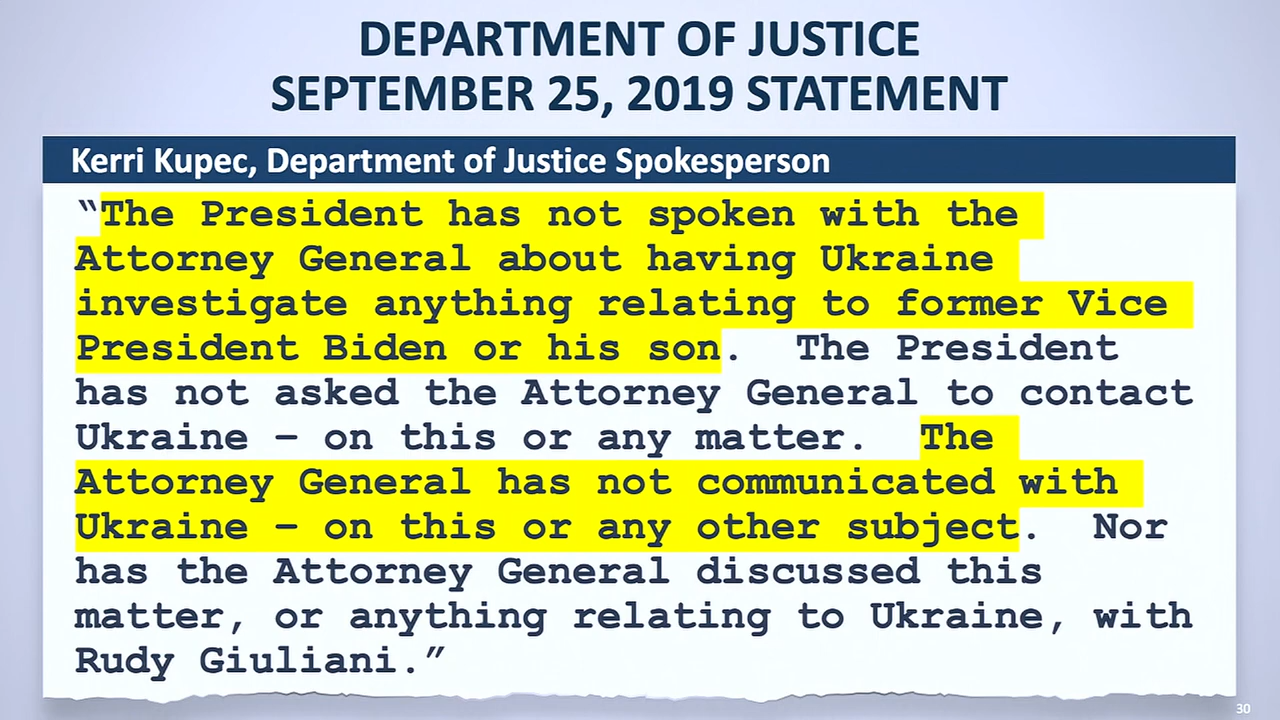 DEPARTMENT OF JUSTICE
SEPTEMBER 25, 2019 STATEMENT
Kerri Kupec, Department of Justice Spokesperson
“The President has not spoken with the
Attorney General about having Ukraine
investigate anything relating to former Vice
President Biden or his son.  The President
has not asked the Attorney General to contact
Ukraine – on this or any matter.  The
Attorney General has not communicated with
Ukraine – on this or any other subject.  Nor
has the Attorney General discussed this
matter, or anything relating to Ukraine, with
Rudy Giuliani.”
30